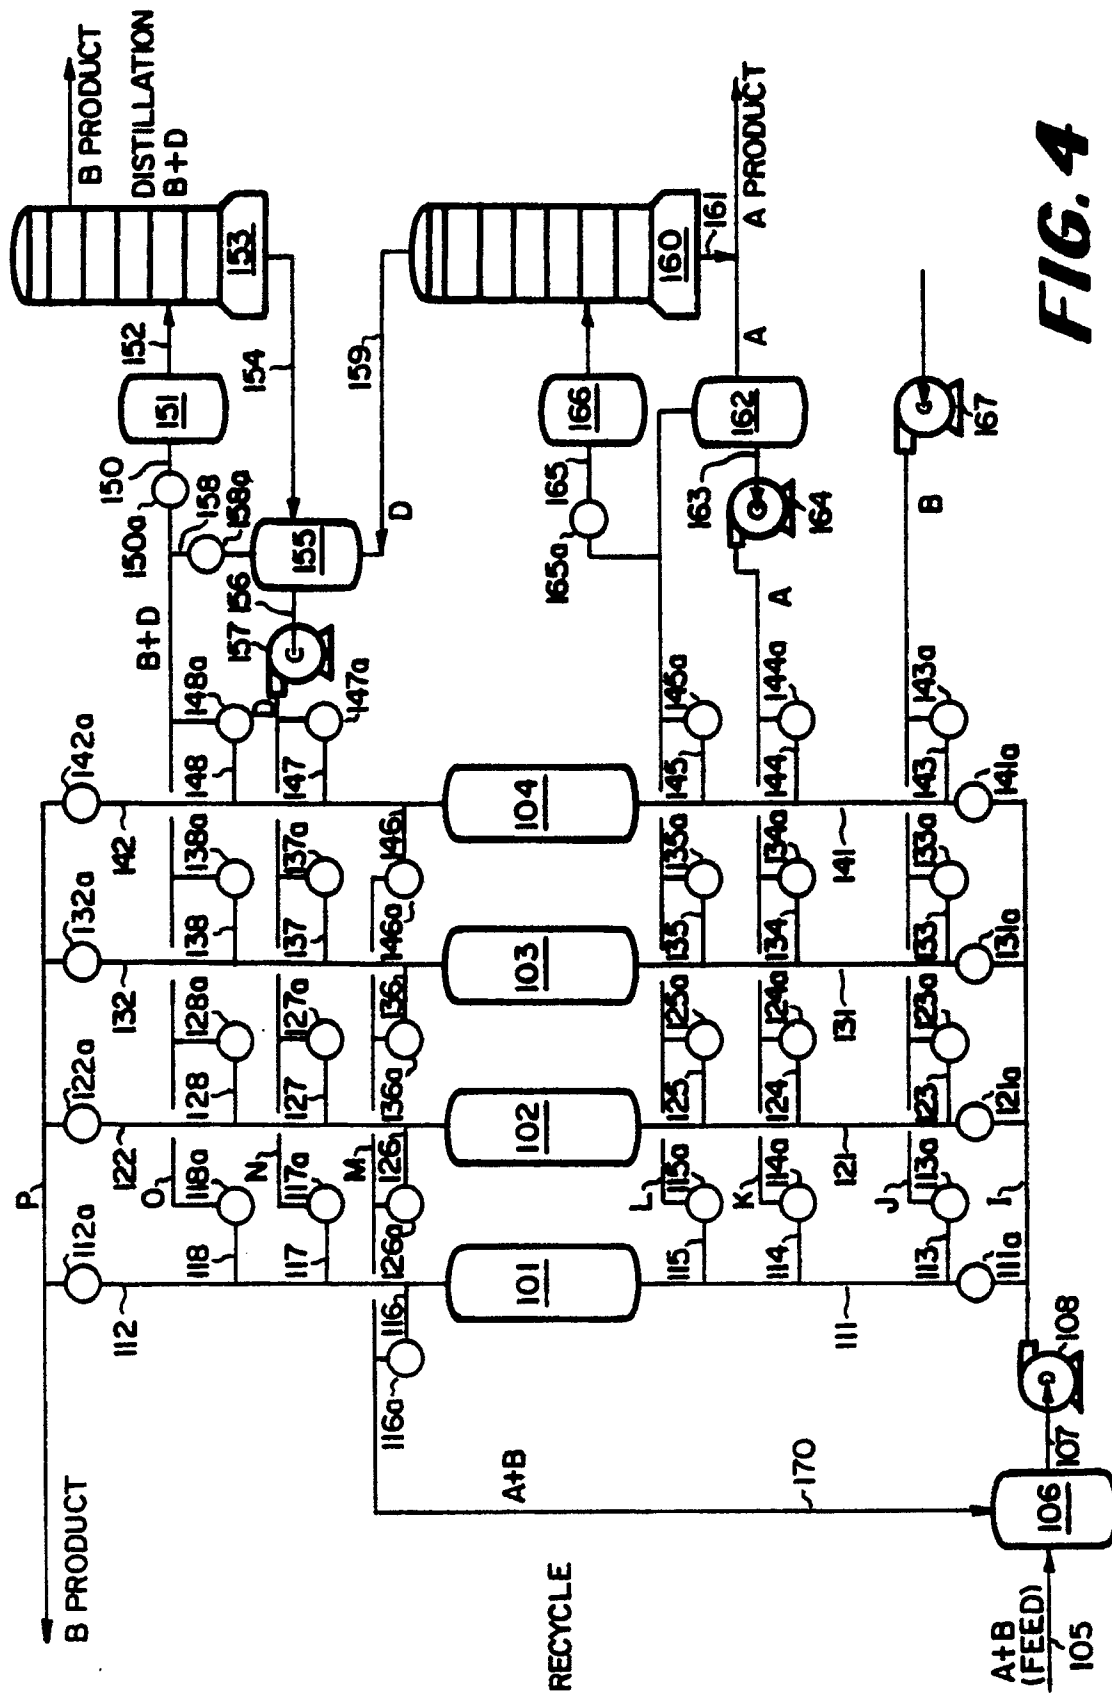 B PRODUCT
P
112a
122a
132a
142a
112
122
132
142
O
118a
128a
138a
148a
118
128
138
148
B+D
150a
150
158
158a
151
152
153
B PRODUCT
DISTILLATION
B+D
154
N
117a
127a
137a
147a
117
127
137
147
D
157
156
155
D
159
M
116
126
136
146
116a
126a
136a
146a
A+B
RECYCLE
170
101
102
103
104
L
115a
125a
135a
145a
115
125
135
145
165a
165
166
160
161
A PRODUCT
K
114a
124a
134a
144a
114
124
134
144
A
163
164
162
A
111
121
131
141
J
113a
123a
133a
143a
113
123
133
143
B
167
I
111a
121a
131a
141a
A+B
(FEED)
105
106
107
108
FIG. 4